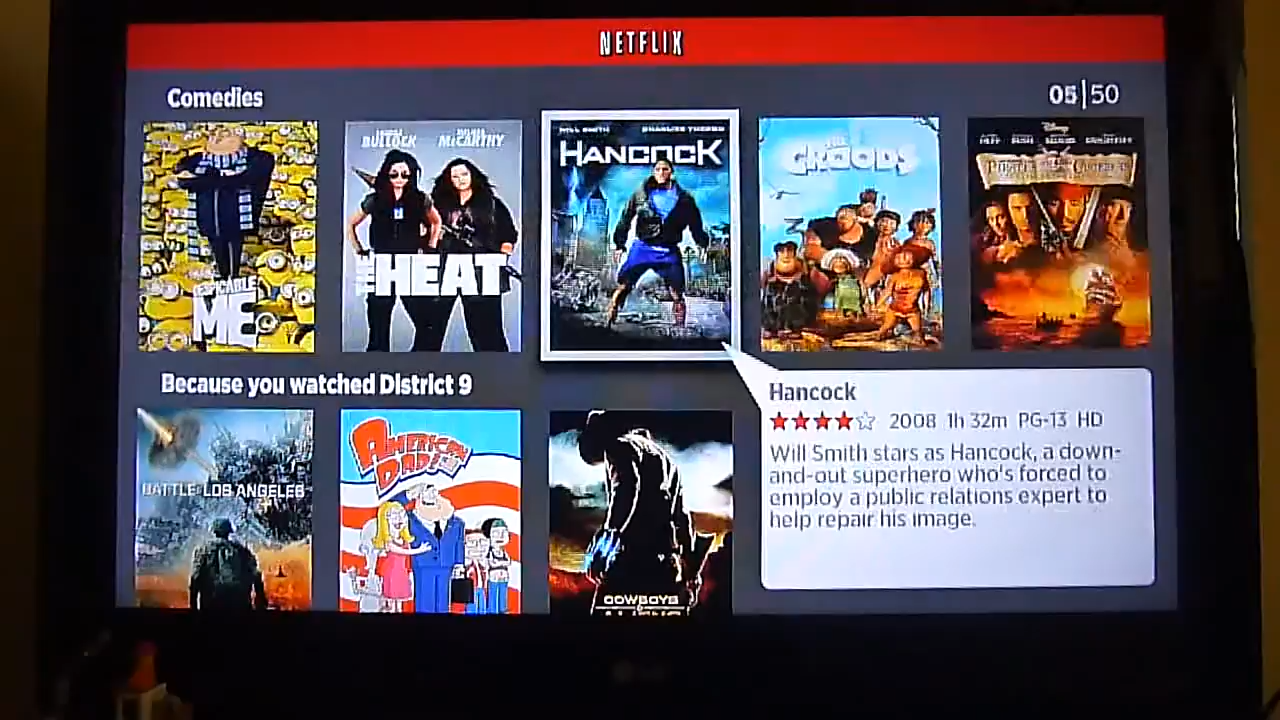 NETFLIX
Comedies
05|50
DESPICABLE
ME
BULLOCK McCARTHY
THE HEAT
WILL SMITH CHARLIZE THERON
HANCOCK
THE
CROODS
Disney
Because you watched District 9
BATTLE LOS ANGELES
AMERICAN
DAD!
COWBOYS
&
ALIENS
Hancock
2008 1h 32m PG-13 HD
Will Smith stars as Hancock, a down-
and-out superhero who's forced to
employ a public relations expert to
help repair his image.